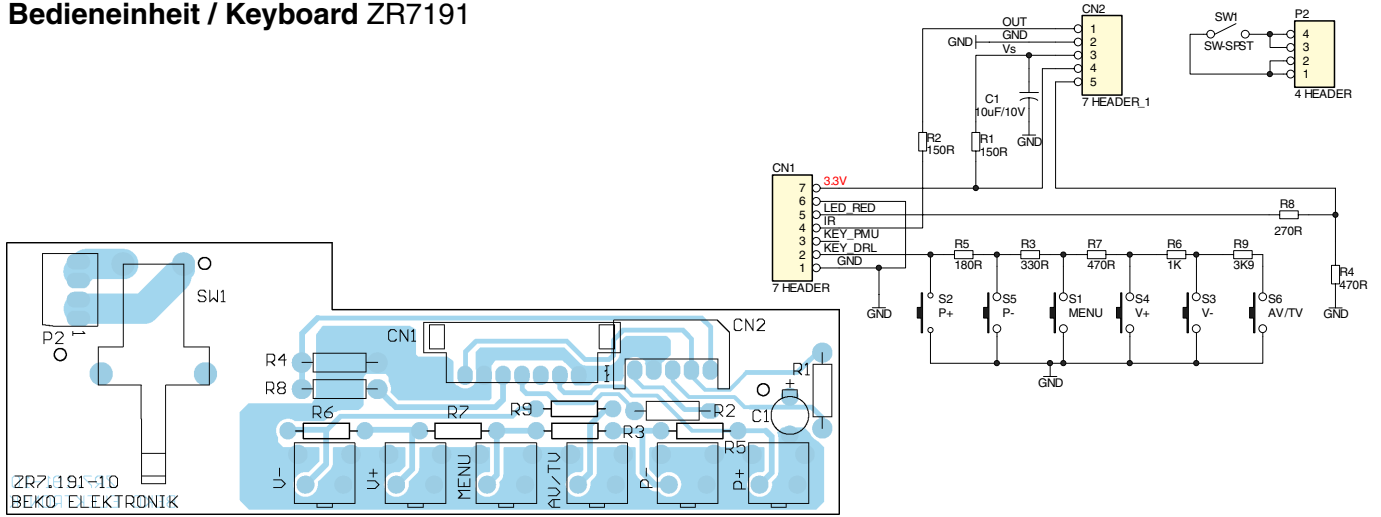 Bedieneinheit / Keyboard ZR7191
CN2
OUT
1
GND
GND
2
Vs
3
4
5
7 HEADER_1
C1
10uF/10V
GND
R2
150R
R1
150R
SW1
SW-SPST
P2
4
3
2
1
4 HEADER
CN1
7
3.3V
6
5
LED_RED
4
IR
3
KEY_PMU
2
KEY_DRL
1
GND
7 HEADER
GND
R8
270R
R4
470R
GND
R5
180R
R3
330R
R7
470R
R6
1K
R9
3K9
S2
P+
S5
P-
S1
MENU
S4
V+
S3
V-
S6
AV/TV
GND
SW1
P2
1
CN1
CN2
1
R4
R8
R1
+
C1
R6
R7
R9
R2
R3
R5
V-
V+
MENU
AV/TV
P-
P+
ZR7.191-10
BEKO ELEKTRONIK